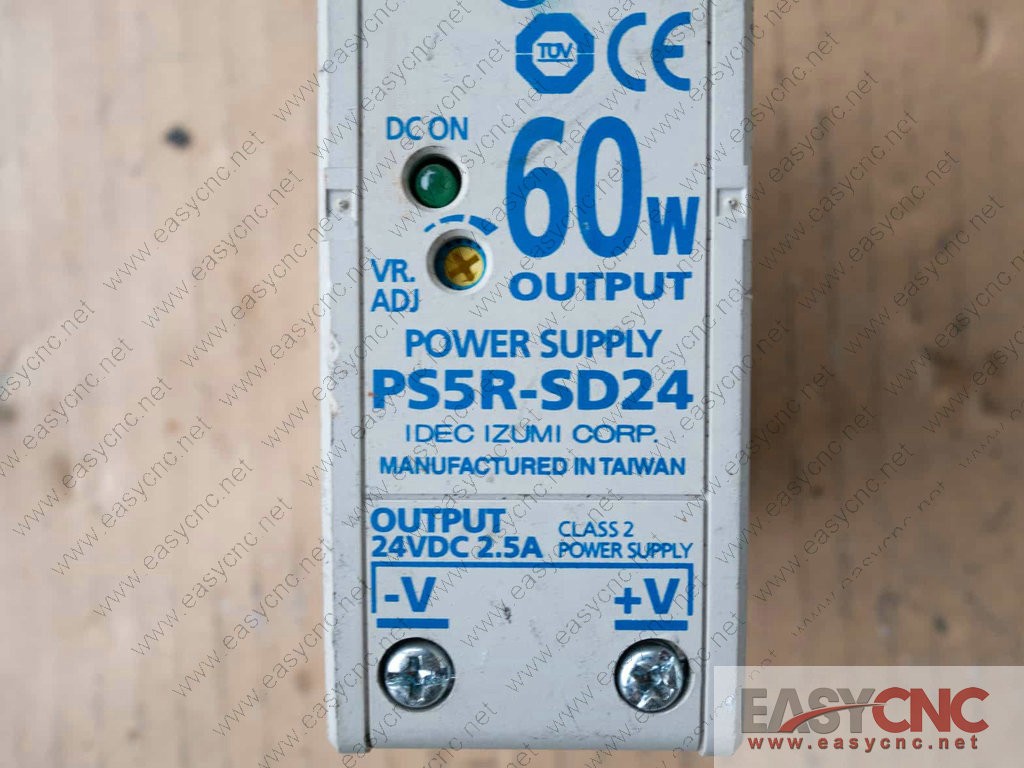 TÜV CE
DC ON
60W
OUTPUT
VR.
ADJ
POWER SUPPLY
PS5R-SD24
IDEC IZUMI CORP.
MANUFACTURED IN TAIWAN
OUTPUT
24VDC 2.5A
CLASS 2
POWER SUPPLY
-V +V
EASYCNC
www.easycnc.net